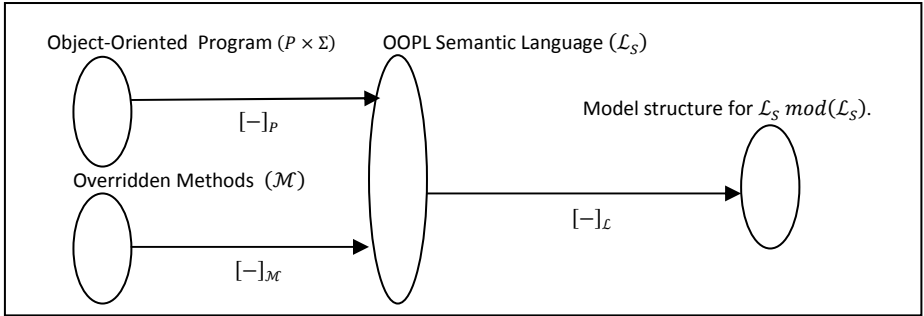 Object-Oriented Program (P × Σ)
OOPL Semantic Language (ℒ_S)
[−]_P
Model structure for ℒ_S mod(ℒ_S).
Overridden Methods (ℳ)
[−]_ℒ
[−]_ℳ